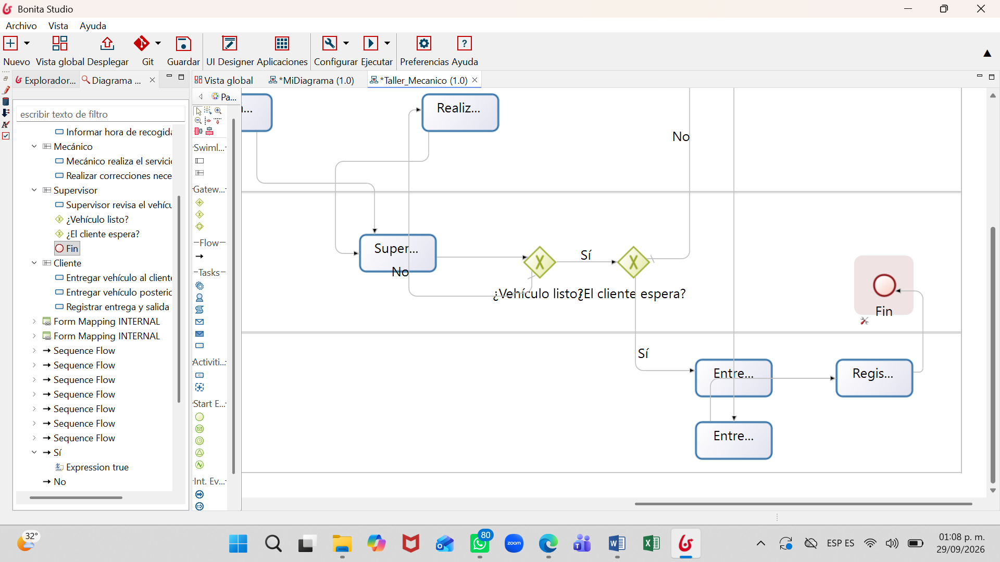 Bonita Studio
Archivo Vista Ayuda
Nuevo Vista global Desplegar Git Guardar UI Designer Aplicaciones Configurar Ejecutar Preferencias Ayuda
Explorador... Diagrama ...
Vista global *MiDiagrama (1.0) *Taller_Mecanico (1.0)
escribir texto de filtro
Informar hora de recogida
Mecánico
Mecánico realiza el servicio
Realizar correcciones nece
Supervisor
Supervisor revisa el vehícu
¿Vehículo listo?
¿El cliente espera?
Fin
Cliente
Entregar vehículo al cliente
Entregar vehículo posterio
Registrar entrega y salida
Form Mapping INTERNAL
Form Mapping INTERNAL
Sequence Flow
Sequence Flow
Sequence Flow
Sequence Flow
Sequence Flow
Sequence Flow
Sequence Flow
Sí
Expression true
No
Pa...
Swiml...
Gatew...
Flow
Tasks
Activiti...
Start E...
Int. Ev...
Realiz...
No
Super...
No
Sí
¿Vehículo listo?
¿El cliente espera?
Fin
Sí
Entre...
Regis...
Entre...
32°
80
zoom
ESP ES
01:08 p. m.
29/09/2026